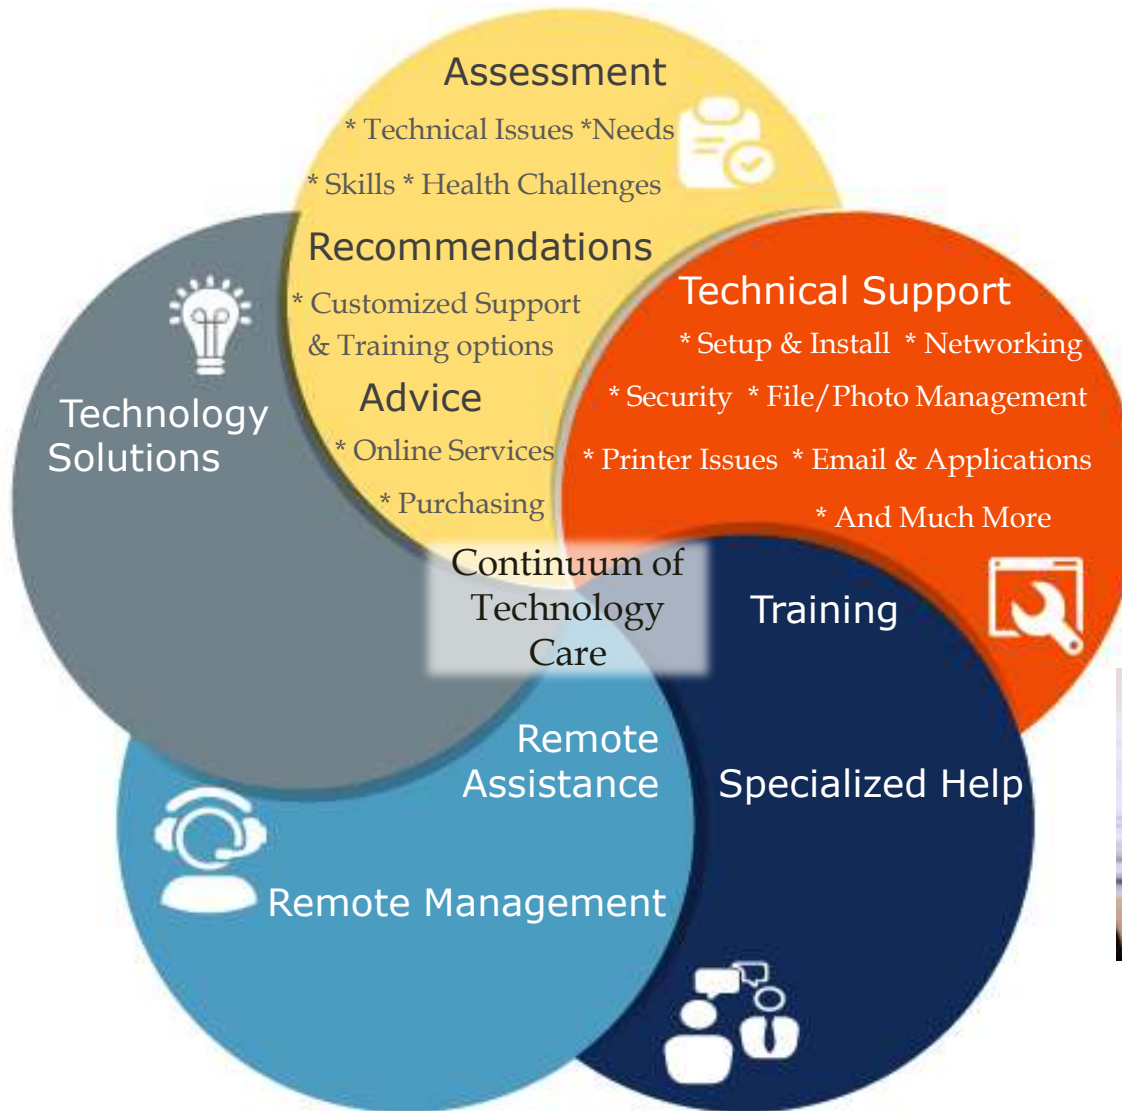 Assessment
* Technical Issues *Needs
* Skills * Health Challenges
Recommendations
* Customized Support
& Training options
Advice
* Online Services
* Purchasing
Technical Support
* Setup & Install * Networking
* Security * File/Photo Management
* Printer Issues * Email & Applications
* And Much More
Training
Specialized Help
Remote
Assistance
Remote Management
Technology
Solutions
Continuum of
Technology
Care